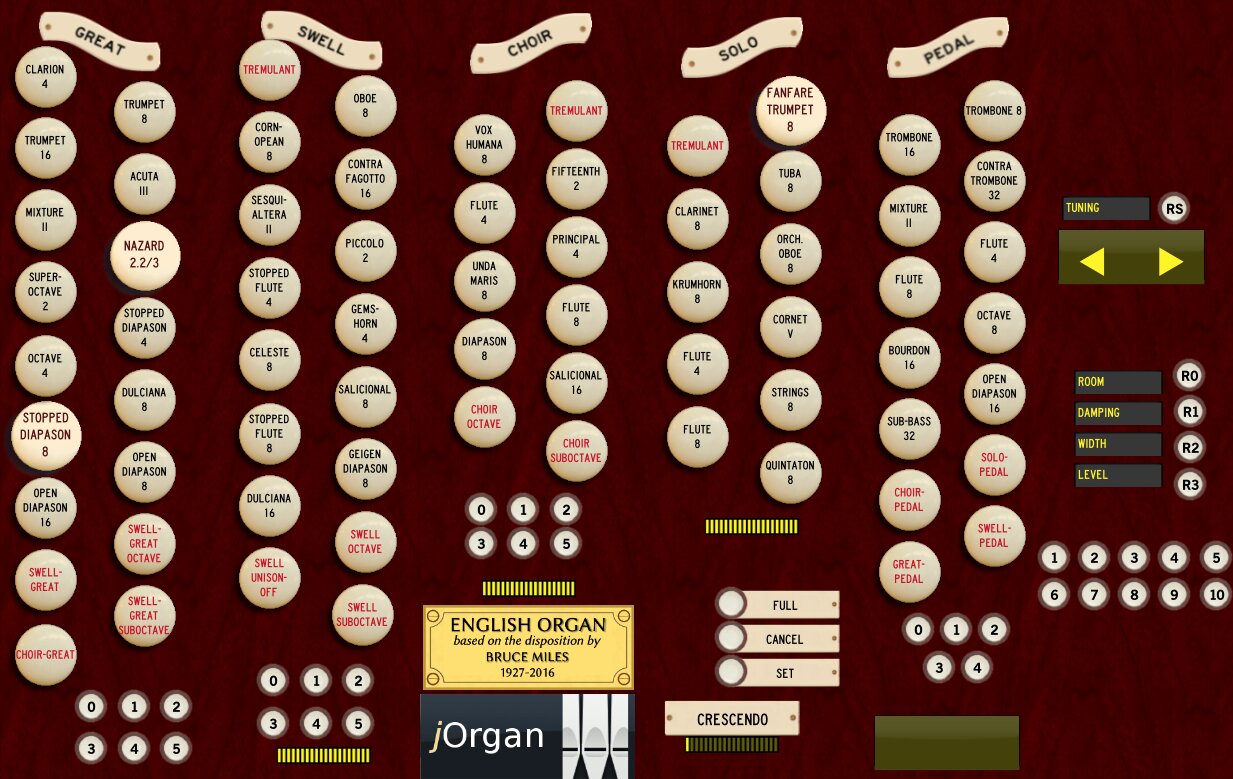 GREAT
CLARION
4
TRUMPET
8
TRUMPET
16
ACUTA
III
MIXTURE
II
NAZARD
2.2/3
SUPER-
OCTAVE
2
STOPPED
DIAPASON
4
OCTAVE
4
DULCIANA
8
STOPPED
DIAPASON
8
OPEN
DIAPASON
8
OPEN
DIAPASON
16
SWELL-
GREAT
OCTAVE
SWELL-
GREAT
SWELL-
GREAT
SUBOCTAVE
CHOIR-GREAT
0 1 2
3 4 5
SWELL
TREMULANT
OBOE
8
CORN-
OPEAN
8
CONTRA
FAGOTTO
16
SESQUI-
ALTERA
II
PICCOLO
2
STOPPED
FLUTE
4
GEMS-
HORN
4
CELESTE
8
SALICIONAL
8
STOPPED
FLUTE
8
GEIGEN
DIAPASON
8
DULCIANA
16
SWELL
OCTAVE
SWELL
UNISON-
OFF
SWELL
SUBOCTAVE
0 1 2
3 4 5
CHOIR
TREMULANT
VOX
HUMANA
8
FIFTEENTH
2
FLUTE
4
PRINCIPAL
4
UNDA
MARIS
8
FLUTE
8
DIAPASON
8
SALICIONAL
16
CHOIR
OCTAVE
CHOIR
SUBOCTAVE
0 1 2
3 4 5
ENGLISH ORGAN
based on the disposition by
BRUCE MILES
1927-2016
jOrgan
SOLO
FANFARE
TRUMPET
8
TREMULANT
TUBA
8
CLARINET
8
ORCH.
OBOE
8
KRUMHORN
8
CORNET
V
FLUTE
4
STRINGS
8
FLUTE
8
QUINTATON
8
FULL
CANCEL
SET
CRESCENDO
PEDAL
TROMBONE 8
TROMBONE
16
CONTRA
TROMBONE
32
MIXTURE
II
FLUTE
4
FLUTE
8
OCTAVE
8
BOURDON
16
OPEN
DIAPASON
16
SUB-BASS
32
SOLO-
PEDAL
CHOIR-
PEDAL
SWELL-
PEDAL
GREAT-
PEDAL
0 1 2
3 4
TUNING RS
ROOM R0
DAMPING R1
WIDTH R2
LEVEL R3
1 2 3 4 5
6 7 8 9 10